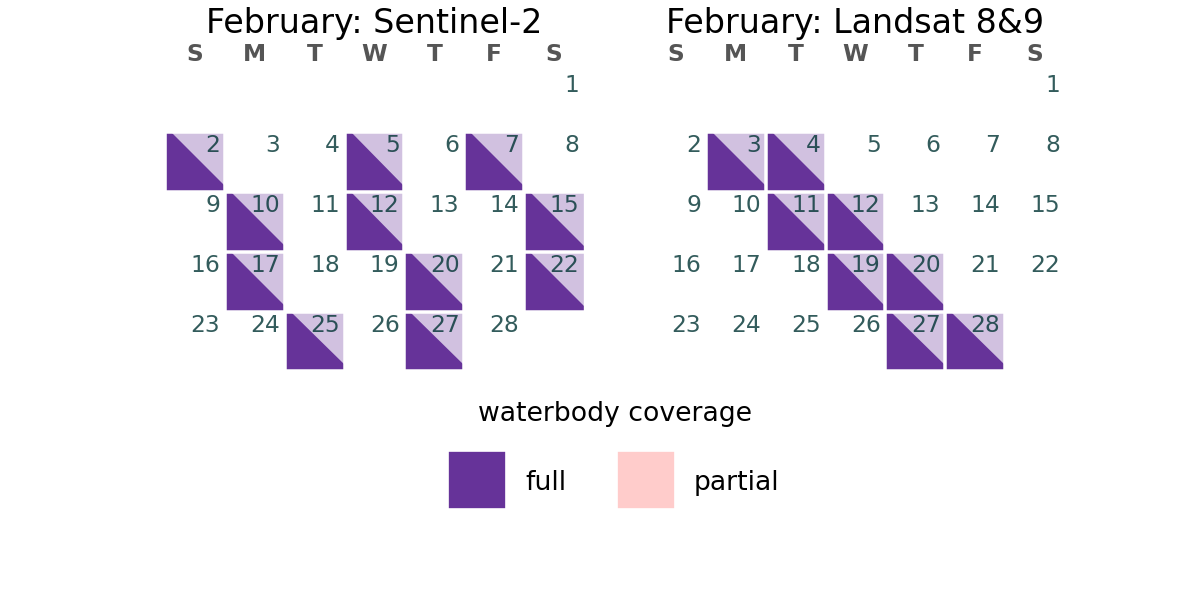 February: Sentinel-2
S M T W T F S
1
2 3 4 5 6 7 8
9 10 11 12 13 14 15
16 17 18 19 20 21 22
23 24 25 26 27 28
February: Landsat 8&9
S M T W T F S
1
2 3 4 5 6 7 8
9 10 11 12 13 14 15
16 17 18 19 20 21 22
23 24 25 26 27 28
waterbody coverage
full partial